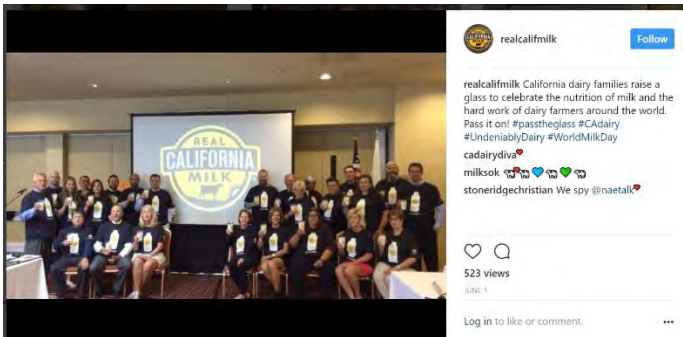 REAL
CALIFORNIA
MILK
realcalifmilk
Follow
realcalifmilk California dairy families raise a
glass to celebrate the nutrition of milk and the
hard work of dairy farmers around the world.
Pass it on! #passtheglass #CAdairy
#UndeniablyDairy #WorldMilkDay
cadairydiva
milksok
stoneridgechristian We spy @naetalk
523 views
JUNE 1
Log in to like or comment.